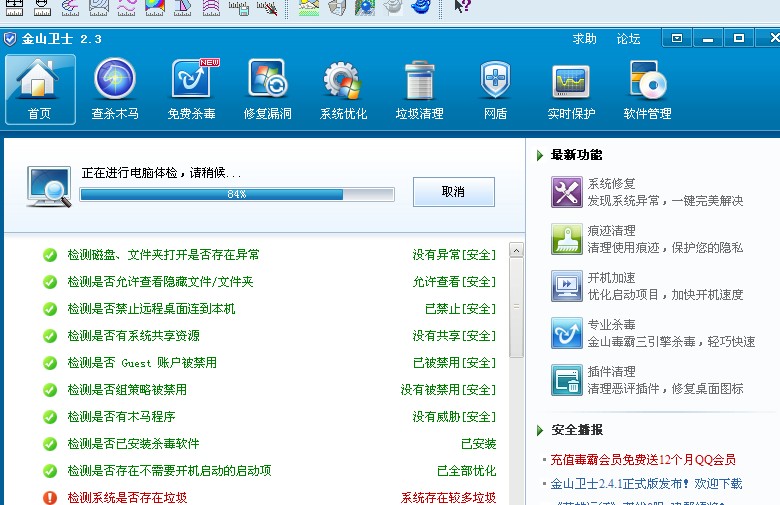 金山卫士 2.3
求助 论坛
首页
查杀木马
NEW
免费杀毒
修复漏洞
系统优化
垃圾清理
网盾
实时保护
软件管理
正在进行电脑体检，请稍候...
84%
取消
检测磁盘、文件夹打开是否存在异常 没有异常[安全]
检测是否允许查看隐藏文件/文件夹 允许查看[安全]
检测是否禁止远程桌面连到本机 已禁止[安全]
检测是否有系统共享资源 没有共享[安全]
检测是否 Guest 账户被禁用 已被禁用[安全]
检测是否组策略被禁用 没有被禁用[安全]
检测是否有木马程序 没有威胁[安全]
检测是否已安装杀毒软件 已安装
检测是否存在不需要开机启动的启动项 已全部优化
检测系统是否存在垃圾 系统存在较多垃圾
最新功能
系统修复
发现系统异常，一键完美解决
痕迹清理
清理使用痕迹，保护您的隐私
开机加速
优化启动项目，加快开机速度
专业杀毒
金山毒霸三引擎杀毒，轻巧快速
插件清理
清理恶评插件，修复桌面图标
安全播报
充值毒霸会员免费送12个月QQ会员
金山卫士2.4.1正式版发布！欢迎下载